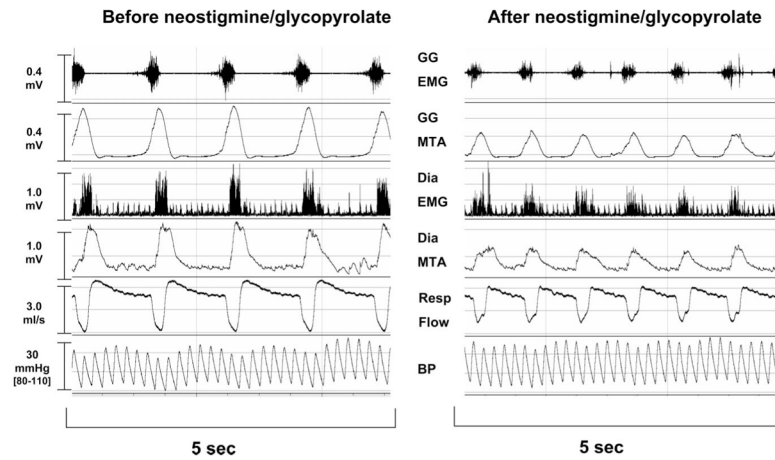 Before neostigmine/glycopyrolate
After neostigmine/glycopyrolate
0.4
mV
GG
EMG
0.4
mV
GG
MTA
1.0
mV
Dia
EMG
1.0
mV
Dia
MTA
3.0
ml/s
Resp
Flow
30
mmHg
[80-110]
BP
5 sec
5 sec